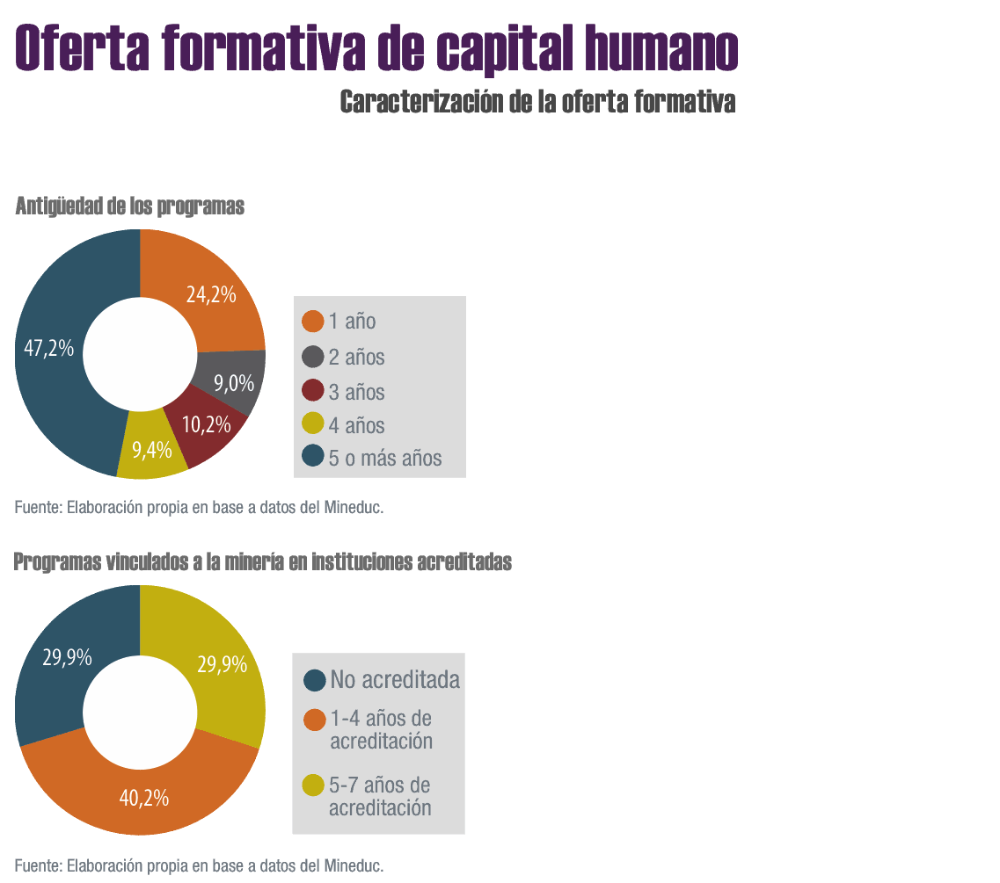 Oferta formativa de capital humano
Caracterización de la oferta formativa
Antigüedad de los programas
24,2%
47,2%
9,0%
10,2%
9,4%
1 año
2 años
3 años
4 años
5 o más años
Fuente: Elaboración propia en base a datos del Mineduc.
Programas vinculados a la minería en instituciones acreditadas
29,9%
29,9%
40,2%
No acreditada
1-4 años de
acreditación
5-7 años de
acreditación
Fuente: Elaboración propia en base a datos del Mineduc.